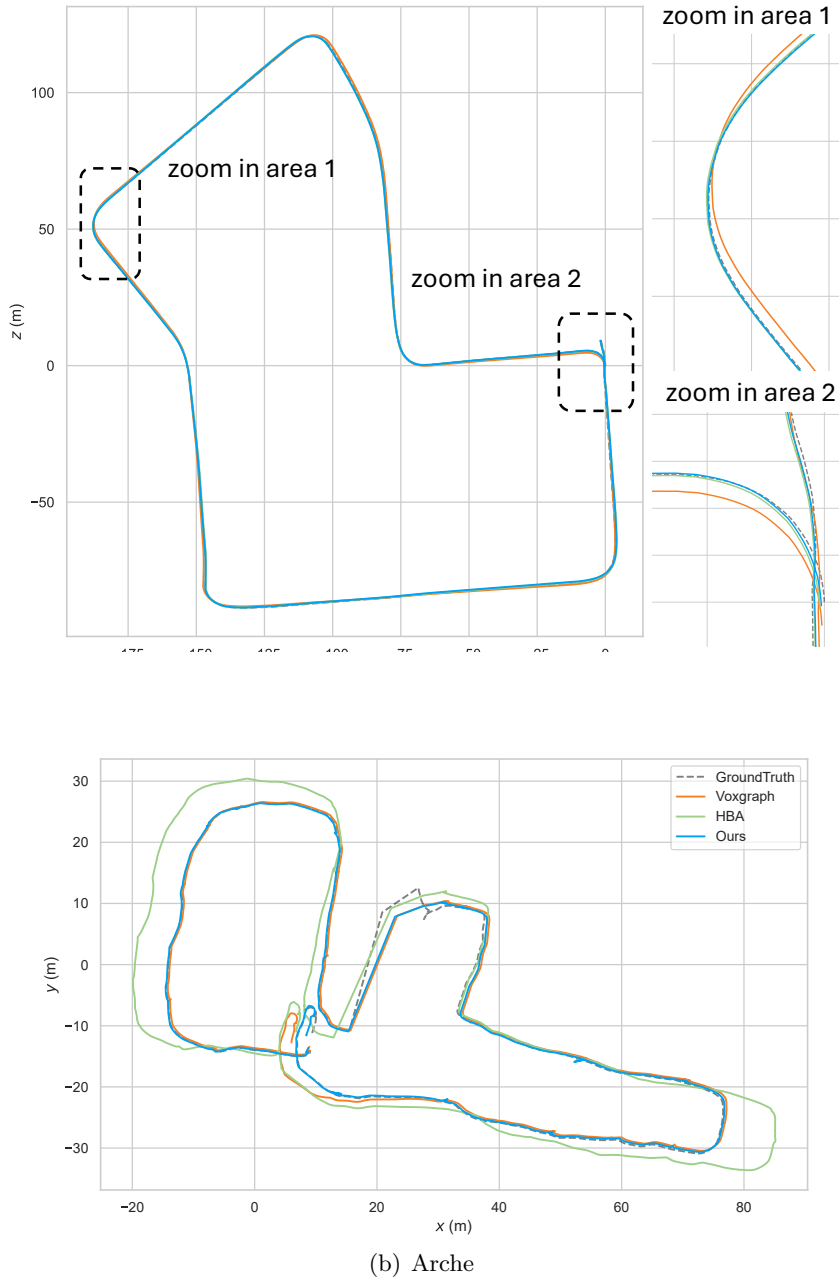 zoom in area 1
100
zoom in area 1
50
zoom in area 2
z (m)
0
zoom in area 2
−50
30
GroundTruth
Voxgraph
20
HBA
Ours
10
0
y (m)
−10
−20
−30
−20 0 20 40 60 80
x (m)
(b) Arche